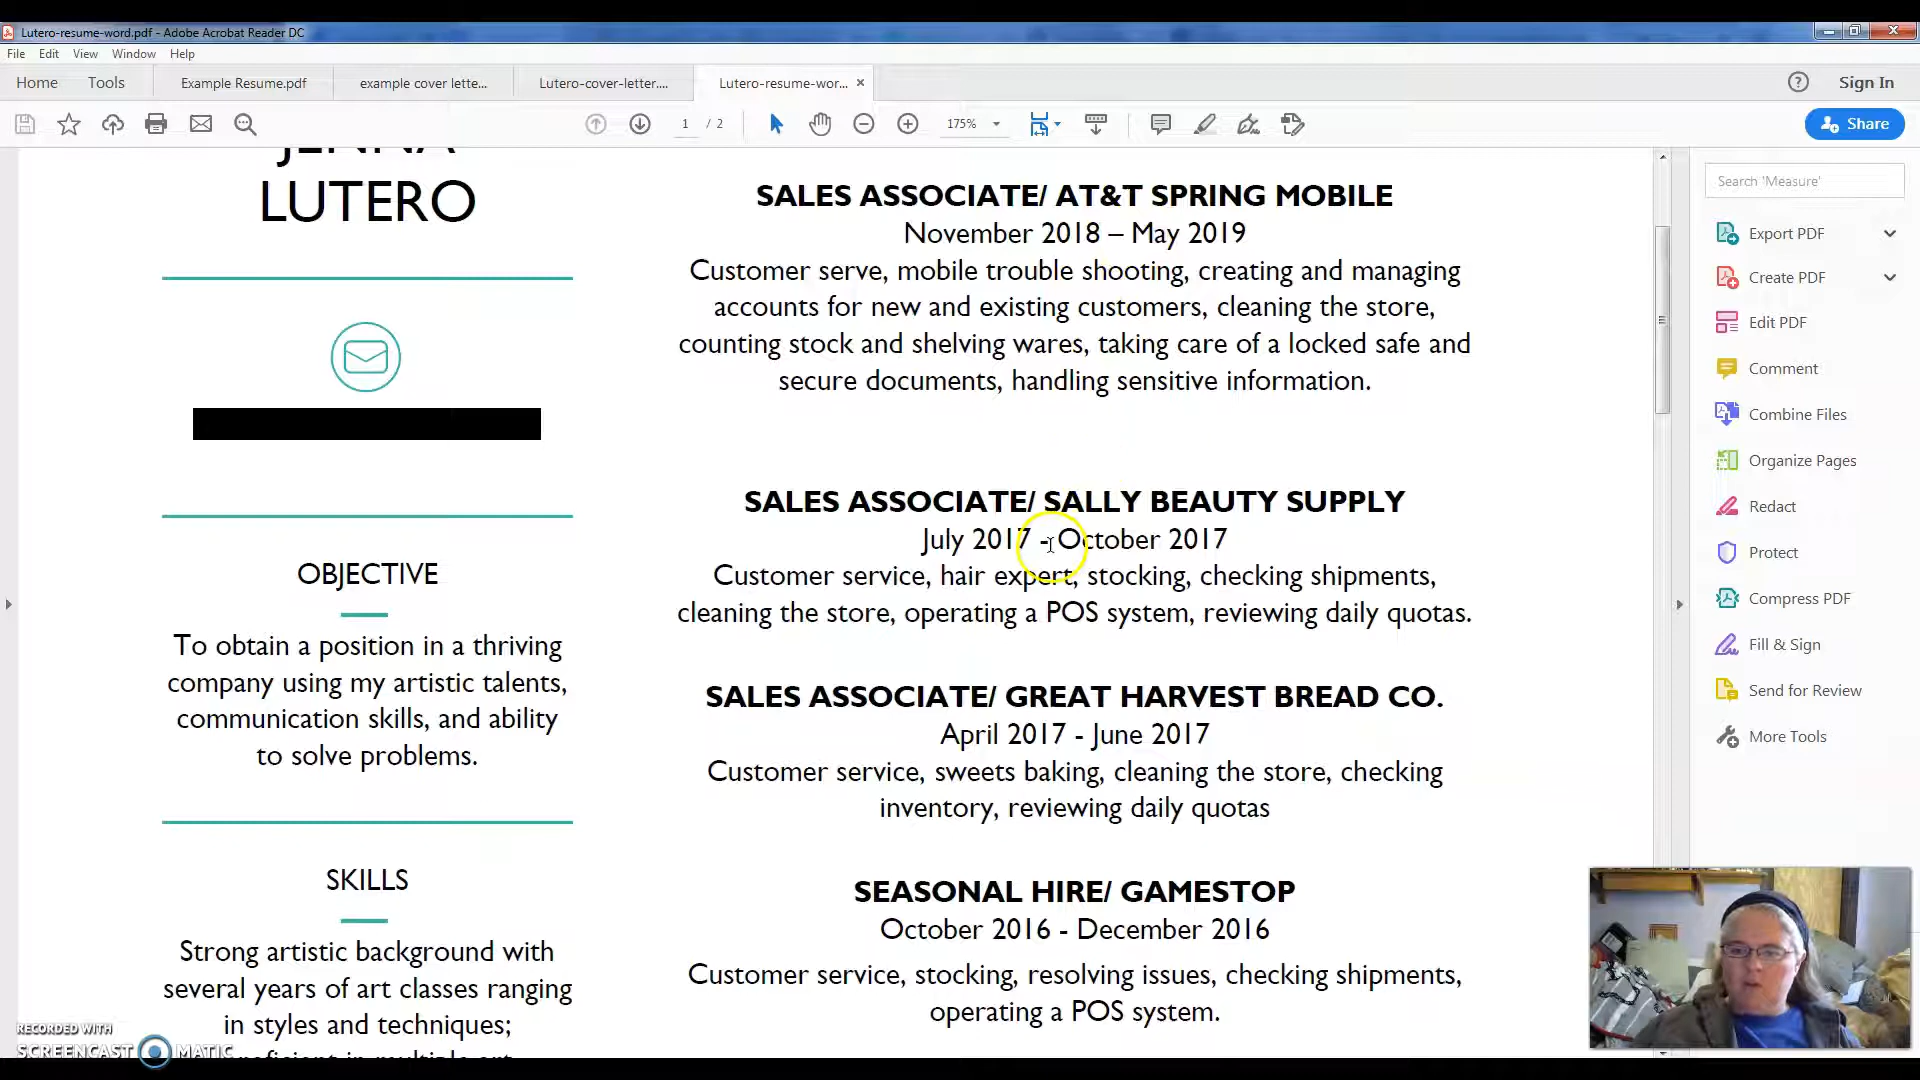 Lutero-resume-word.pdf - Adobe Acrobat Reader DC
File Edit View Window Help
Home Tools Example Resume.pdf example cover lette... Lutero-cover-letter.... Lutero-resume-wor... Sign In
1 / 2 175% Share
JENNA
LUTERO
OBJECTIVE
To obtain a position in a thriving
company using my artistic talents,
communication skills, and ability
to solve problems.
SKILLS
Strong artistic background with
several years of art classes ranging
in styles and techniques;
SALES ASSOCIATE/ AT&T SPRING MOBILE
November 2018 – May 2019
Customer serve, mobile trouble shooting, creating and managing
accounts for new and existing customers, cleaning the store,
counting stock and shelving wares, taking care of a locked safe and
secure documents, handling sensitive information.
SALES ASSOCIATE/ SALLY BEAUTY SUPPLY
July 2017 - October 2017
Customer service, hair expert, stocking, checking shipments,
cleaning the store, operating a POS system, reviewing daily quotas.
SALES ASSOCIATE/ GREAT HARVEST BREAD CO.
April 2017 - June 2017
Customer service, sweets baking, cleaning the store, checking
inventory, reviewing daily quotas
SEASONAL HIRE/ GAMESTOP
October 2016 - December 2016
Customer service, stocking, resolving issues, checking shipments,
operating a POS system.
Search 'Measure'
Export PDF
Create PDF
Edit PDF
Comment
Combine Files
Organize Pages
Redact
Protect
Compress PDF
Fill & Sign
Send for Review
More Tools
RECORDED WITH
SCREENCAST MATIC